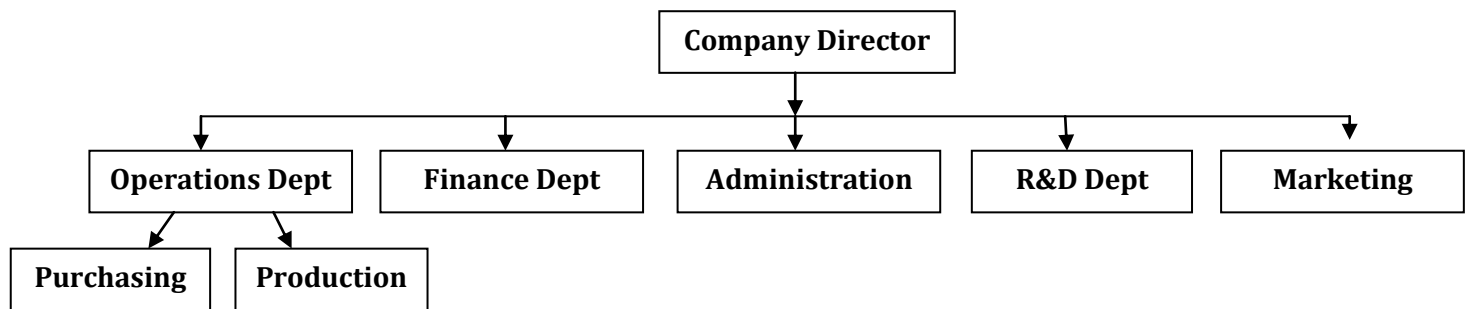 Company Director
Operations Dept
Finance Dept
Administration
R&D Dept
Marketing
Purchasing
Production